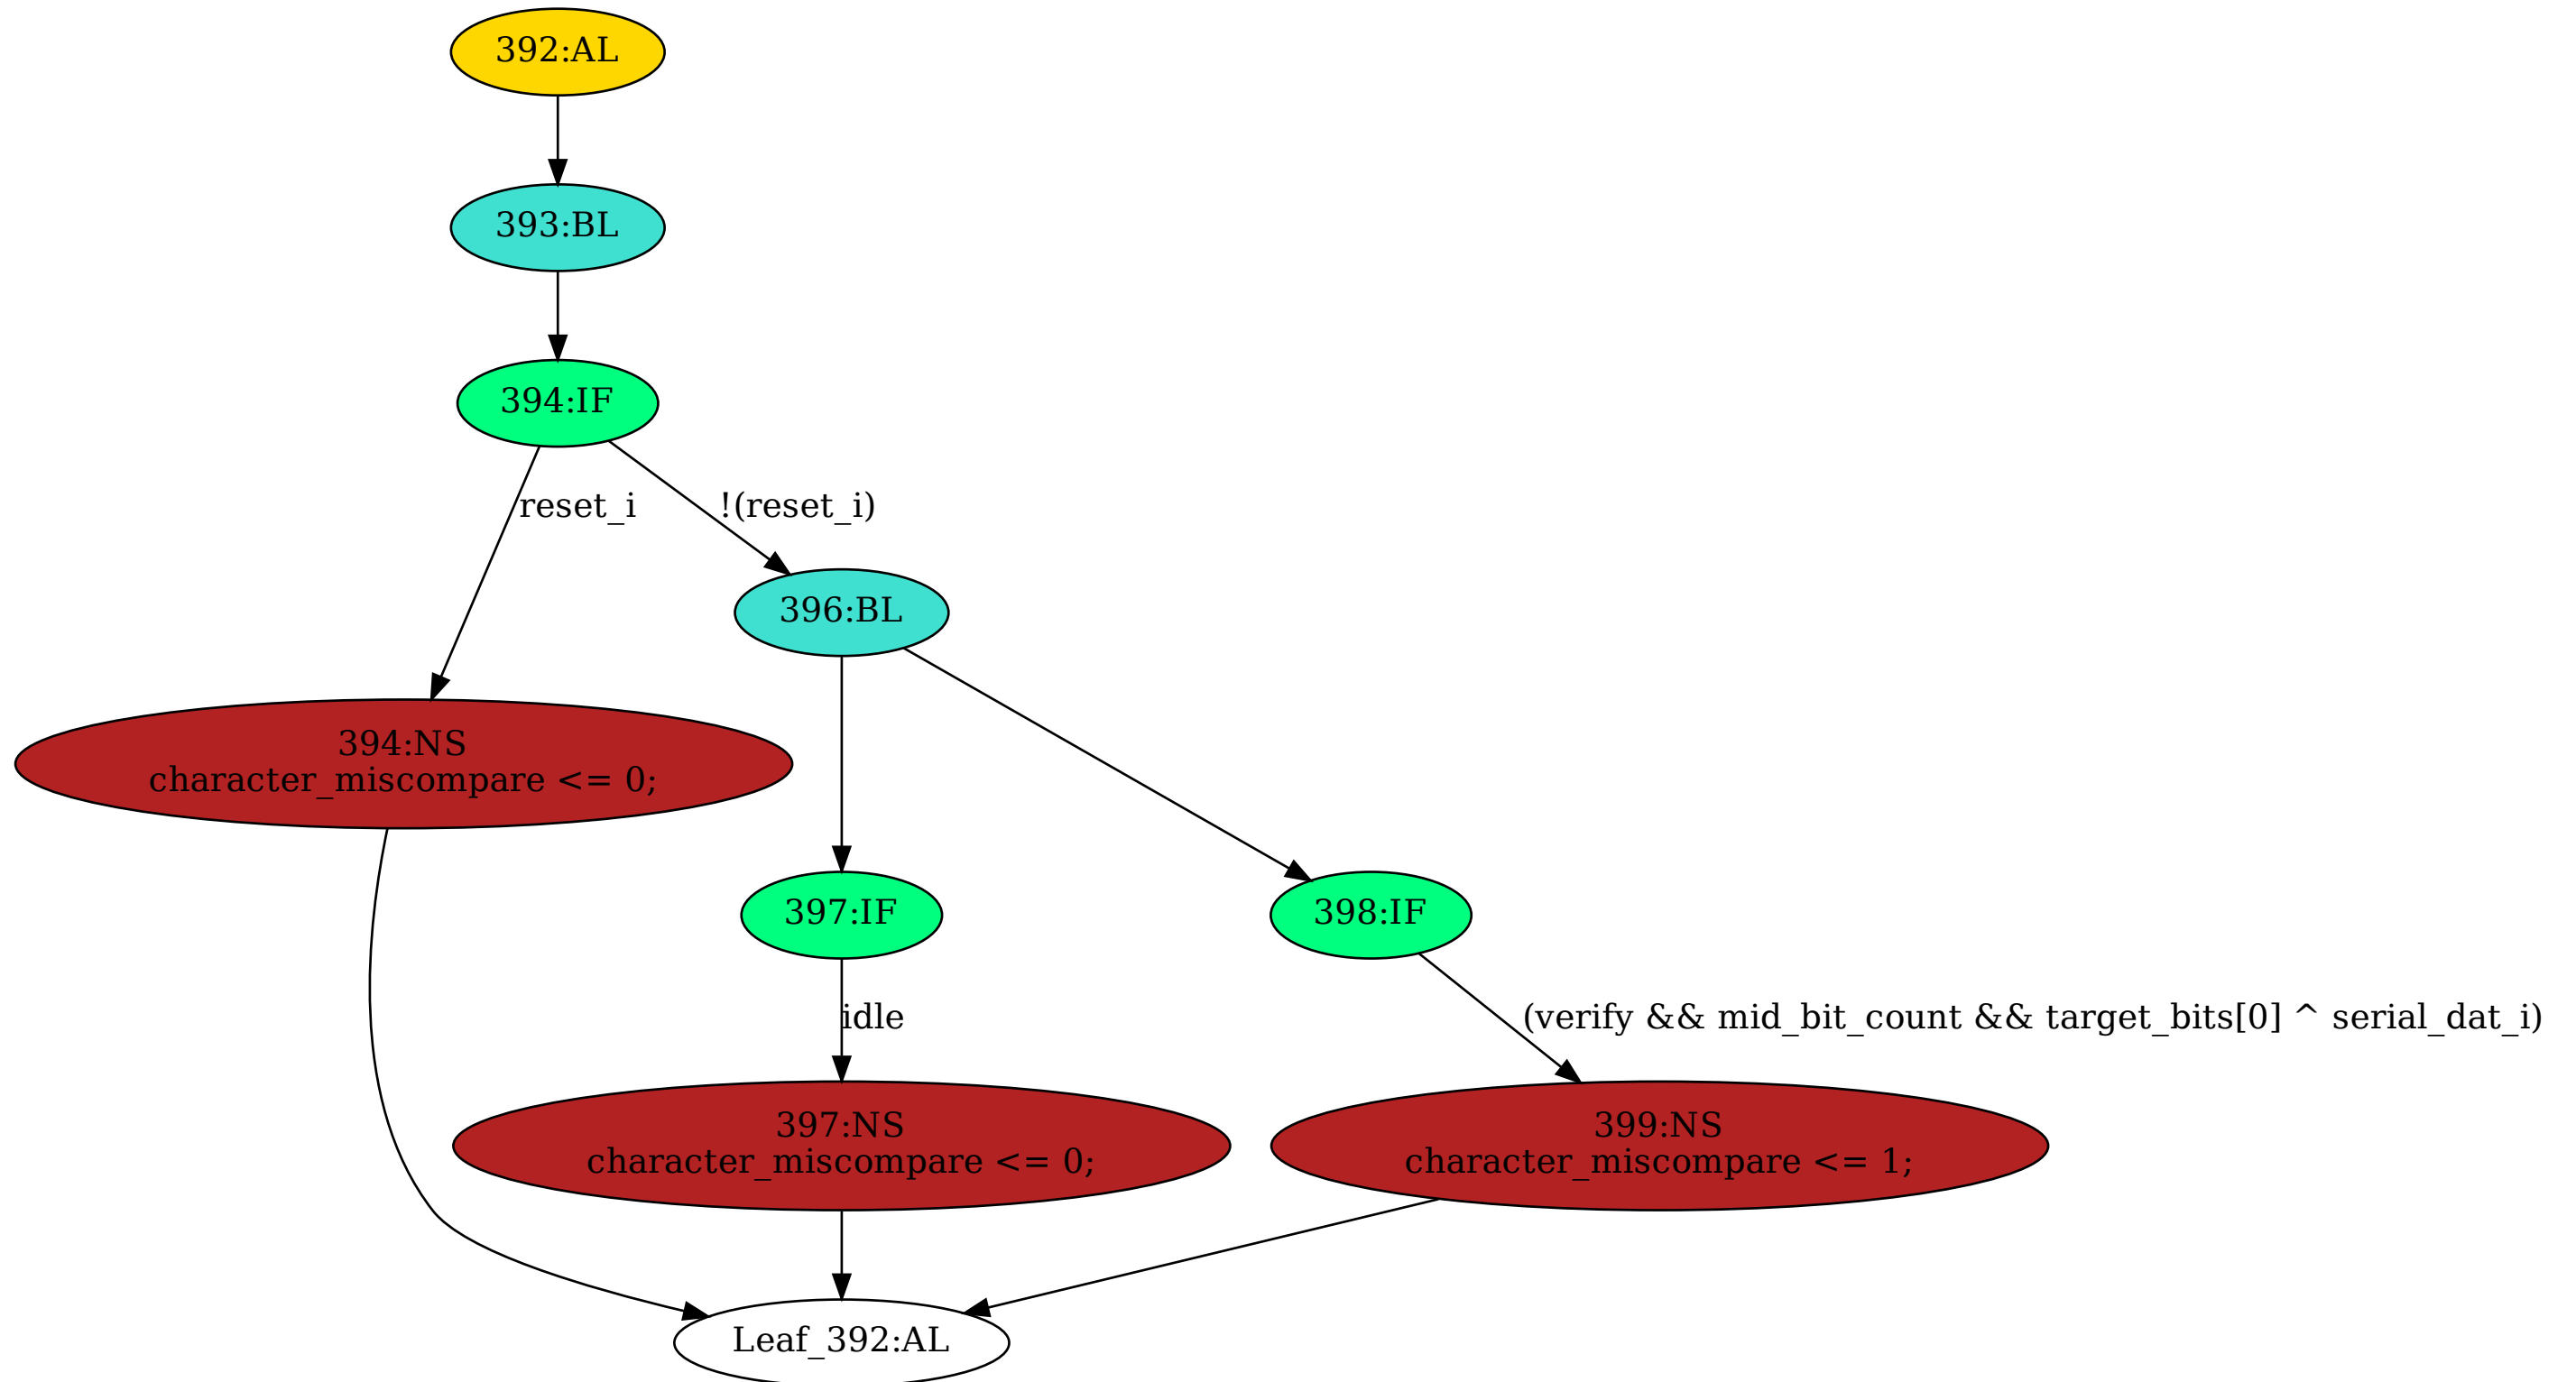 392:AL
393:BL
394:IF
reset_i
!(reset_i)
396:BL
394:NS
character_miscompare <= 0;
397:IF
398:IF
idle
(verify && mid_bit_count && target_bits[0] ^ serial_dat_i)
397:NS
character_miscompare <= 0;
399:NS
character_miscompare <= 1;
Leaf_392:AL